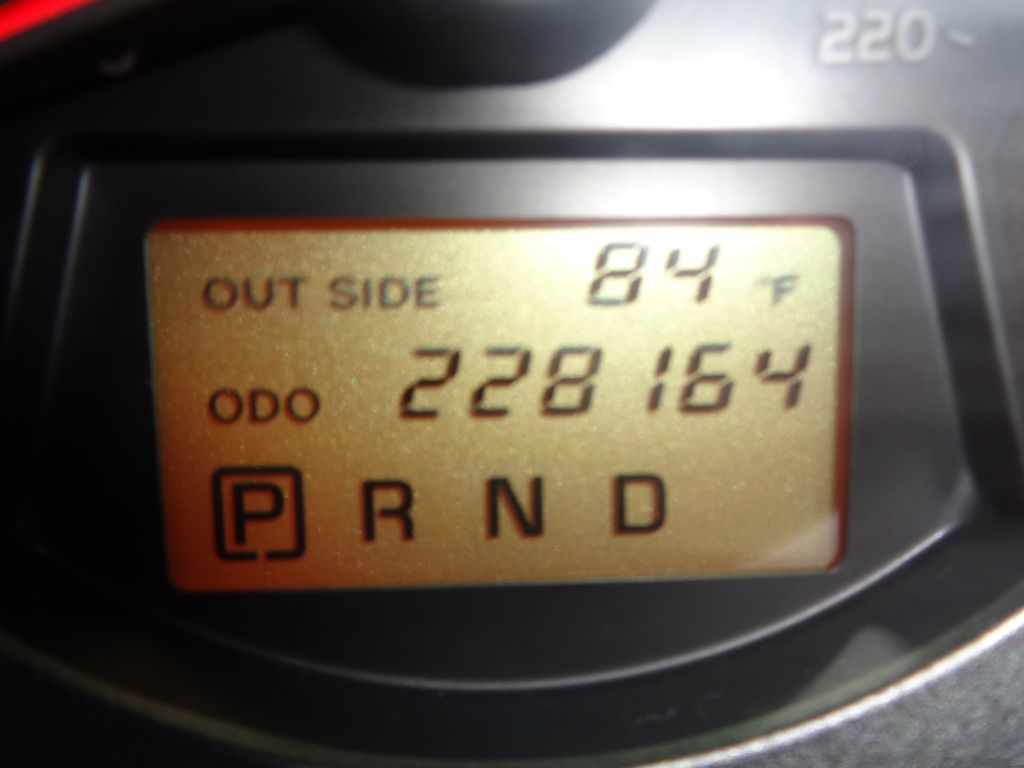 220
OUT SIDE 84 °F
ODO 228164
P R N D